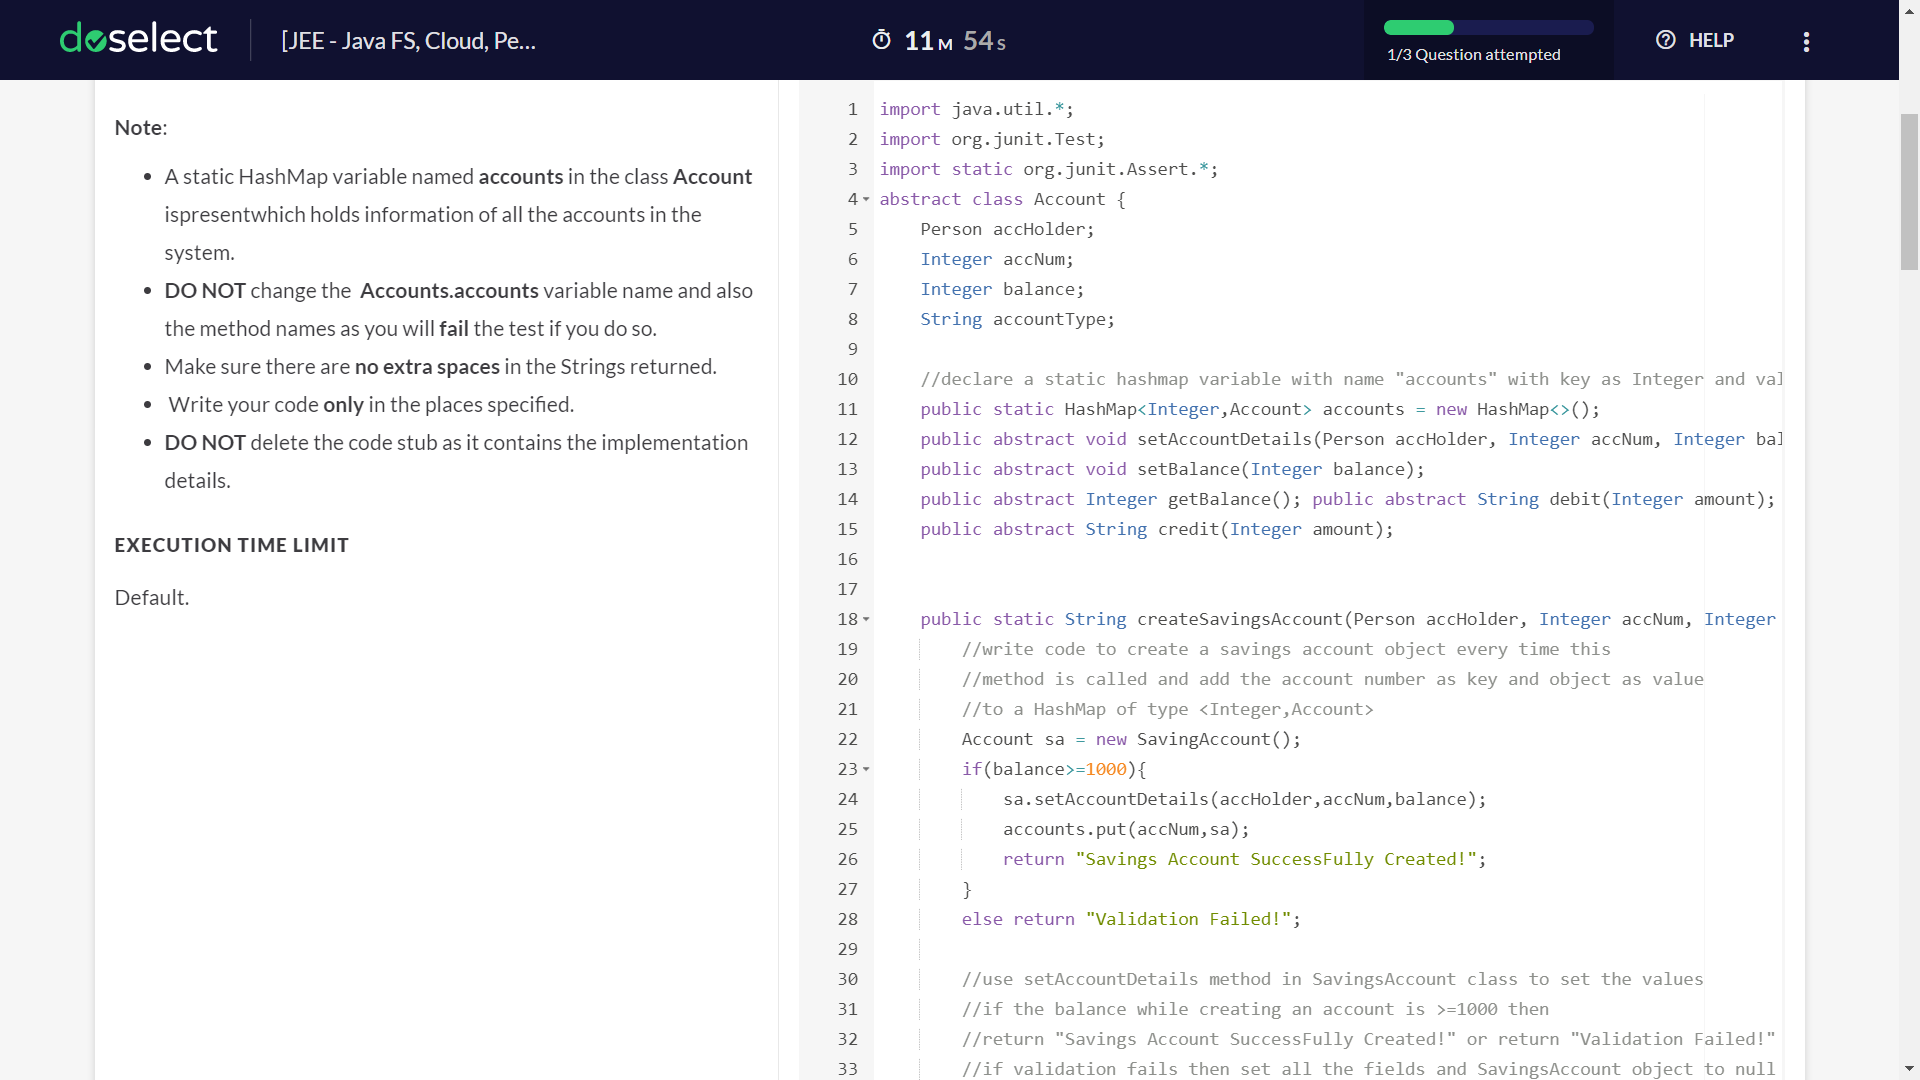 doselect
[JEE - Java FS, Cloud, Pe...
11 M 54 S
1/3 Question attempted
HELP
Note:
• A static HashMap variable named accounts in the class Account
ispresentwhich holds information of all the accounts in the
system.
• DO NOT change the Accounts.accounts variable name and also
the method names as you will fail the test if you do so.
• Make sure there are no extra spaces in the Strings returned.
• Write your code only in the places specified.
• DO NOT delete the code stub as it contains the implementation
details.
EXECUTION TIME LIMIT
Default.
1 import java.util.*;
2 import org.junit.Test;
3 import static org.junit.Assert.*;
4 abstract class Account {
5 Person accHolder;
6 Integer accNum;
7 Integer balance;
8 String accountType;
9
10 //declare a static hashmap variable with name "accounts" with key as Integer and val
11 public static HashMap<Integer,Account> accounts = new HashMap<>();
12 public abstract void setAccountDetails(Person accHolder, Integer accNum, Integer bal
13 public abstract void setBalance(Integer balance);
14 public abstract Integer getBalance(); public abstract String debit(Integer amount);
15 public abstract String credit(Integer amount);
16
17
18 public static String createSavingsAccount(Person accHolder, Integer accNum, Integer
19 //write code to create a savings account object every time this
20 //method is called and add the account number as key and object as value
21 //to a HashMap of type <Integer,Account>
22 Account sa = new SavingAccount();
23 if(balance>=1000){
24 sa.setAccountDetails(accHolder,accNum,balance);
25 accounts.put(accNum,sa);
26 return "Savings Account SuccessFully Created!";
27 }
28 else return "Validation Failed!";
29
30 //use setAccountDetails method in SavingsAccount class to set the values
31 //if the balance while creating an account is >=1000 then
32 //return "Savings Account SuccessFully Created!" or return "Validation Failed!"
33 //if validation fails then set all the fields and SavingsAccount object to null